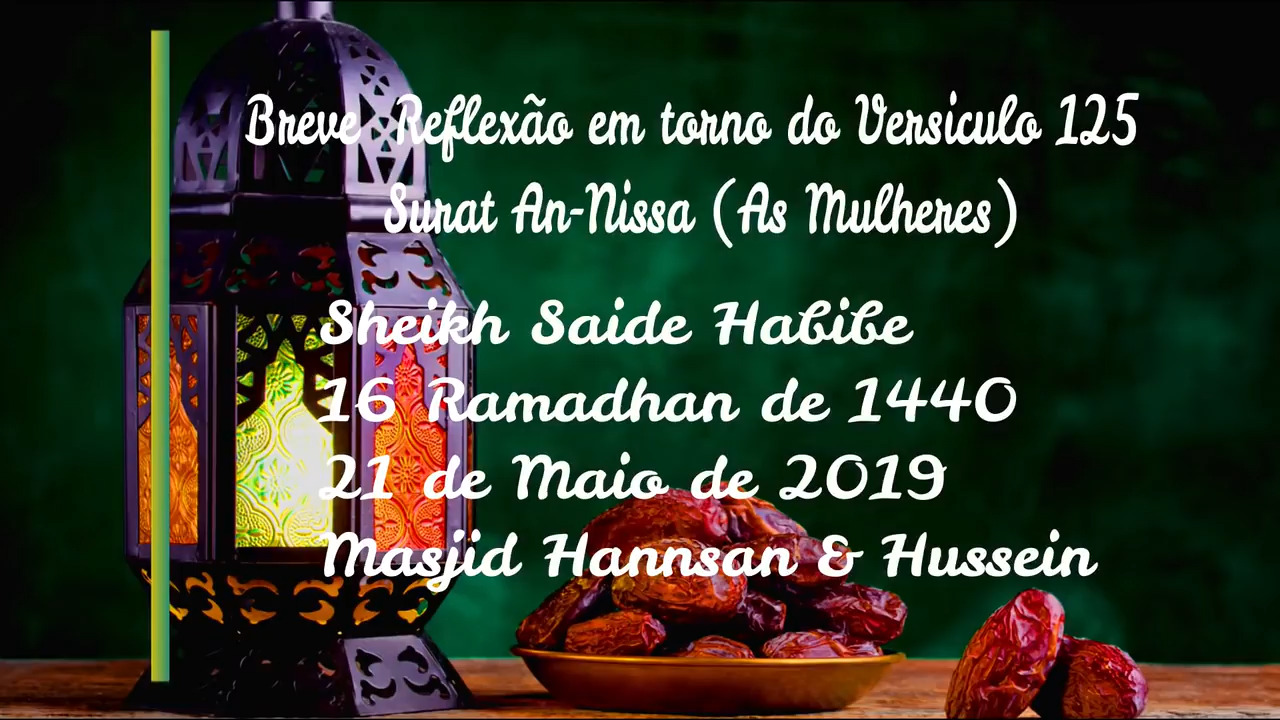 Breve Reflexão em torno do Versiculo 125
Surat An-Nissa (As Mulheres)
Sheikh Saide Habibe
16 Ramadhan de 1440
21 de Maio de 2019
Masjid Hannsan & Hussein